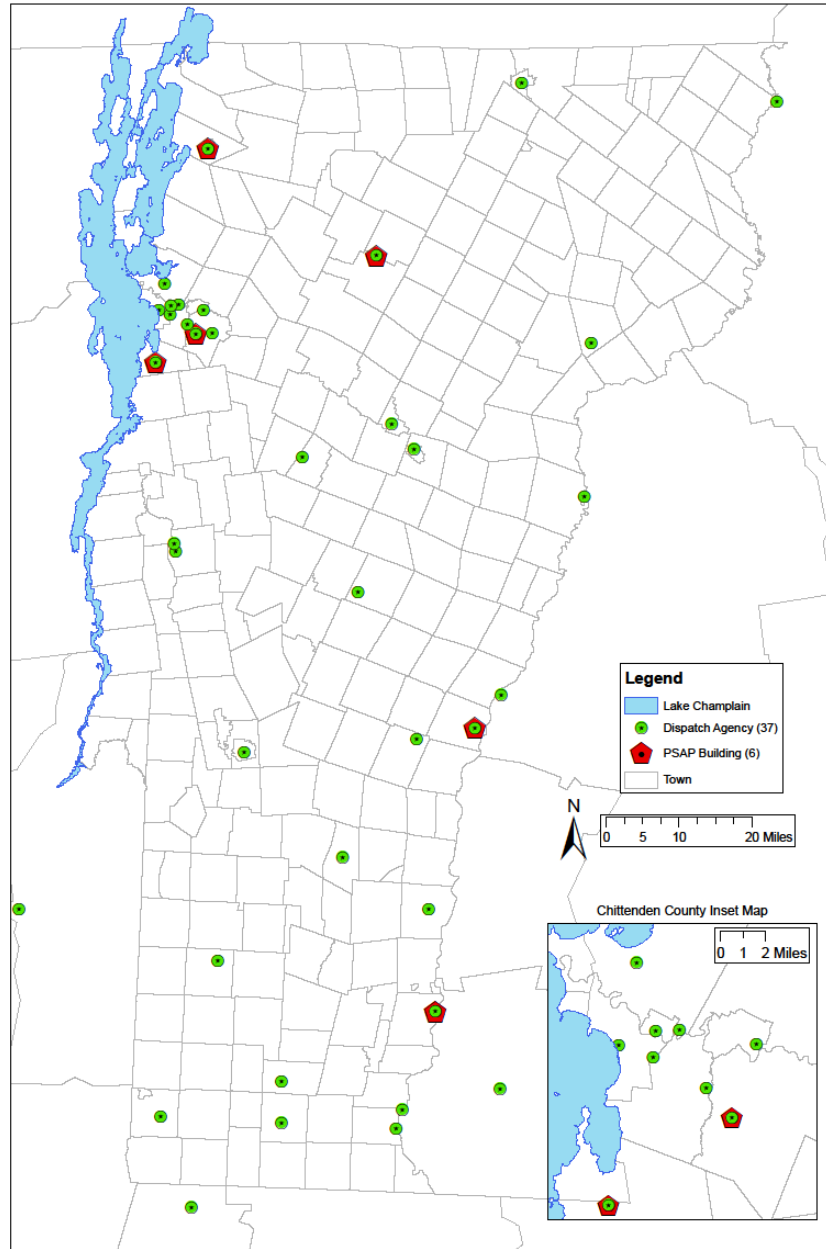 Legend
Lake Champlain
Dispatch Agency (37)
PSAP Building (6)
Town
N
0 5 10 20 Miles
Chittenden County Inset Map
0 1 2 Miles